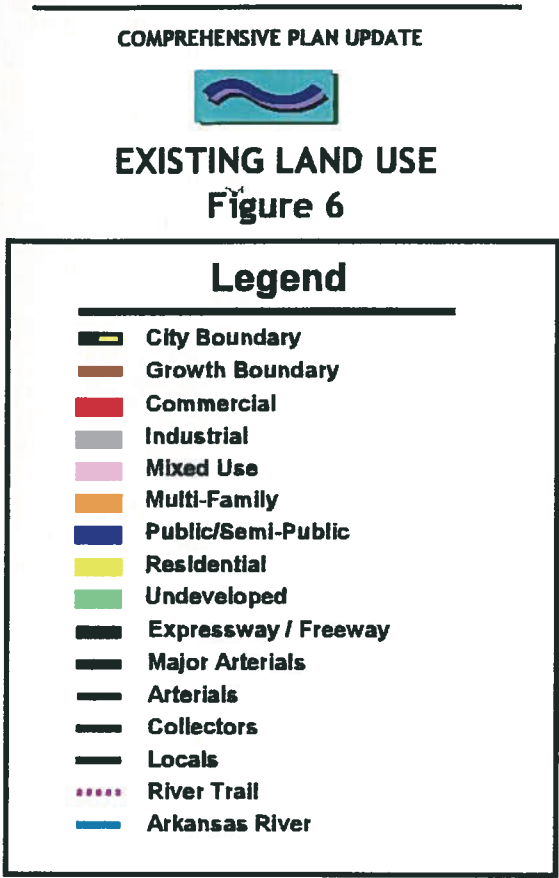 COMPREHENSIVE PLAN UPDATE
EXISTING LAND USE
Figure 6
Legend
City Boundary
Growth Boundary
Commercial
Industrial
Mixed Use
Multi-Family
Public/Semi-Public
Residential
Undeveloped
Expressway / Freeway
Major Arterials
Arterials
Collectors
Locals
River Trail
Arkansas River